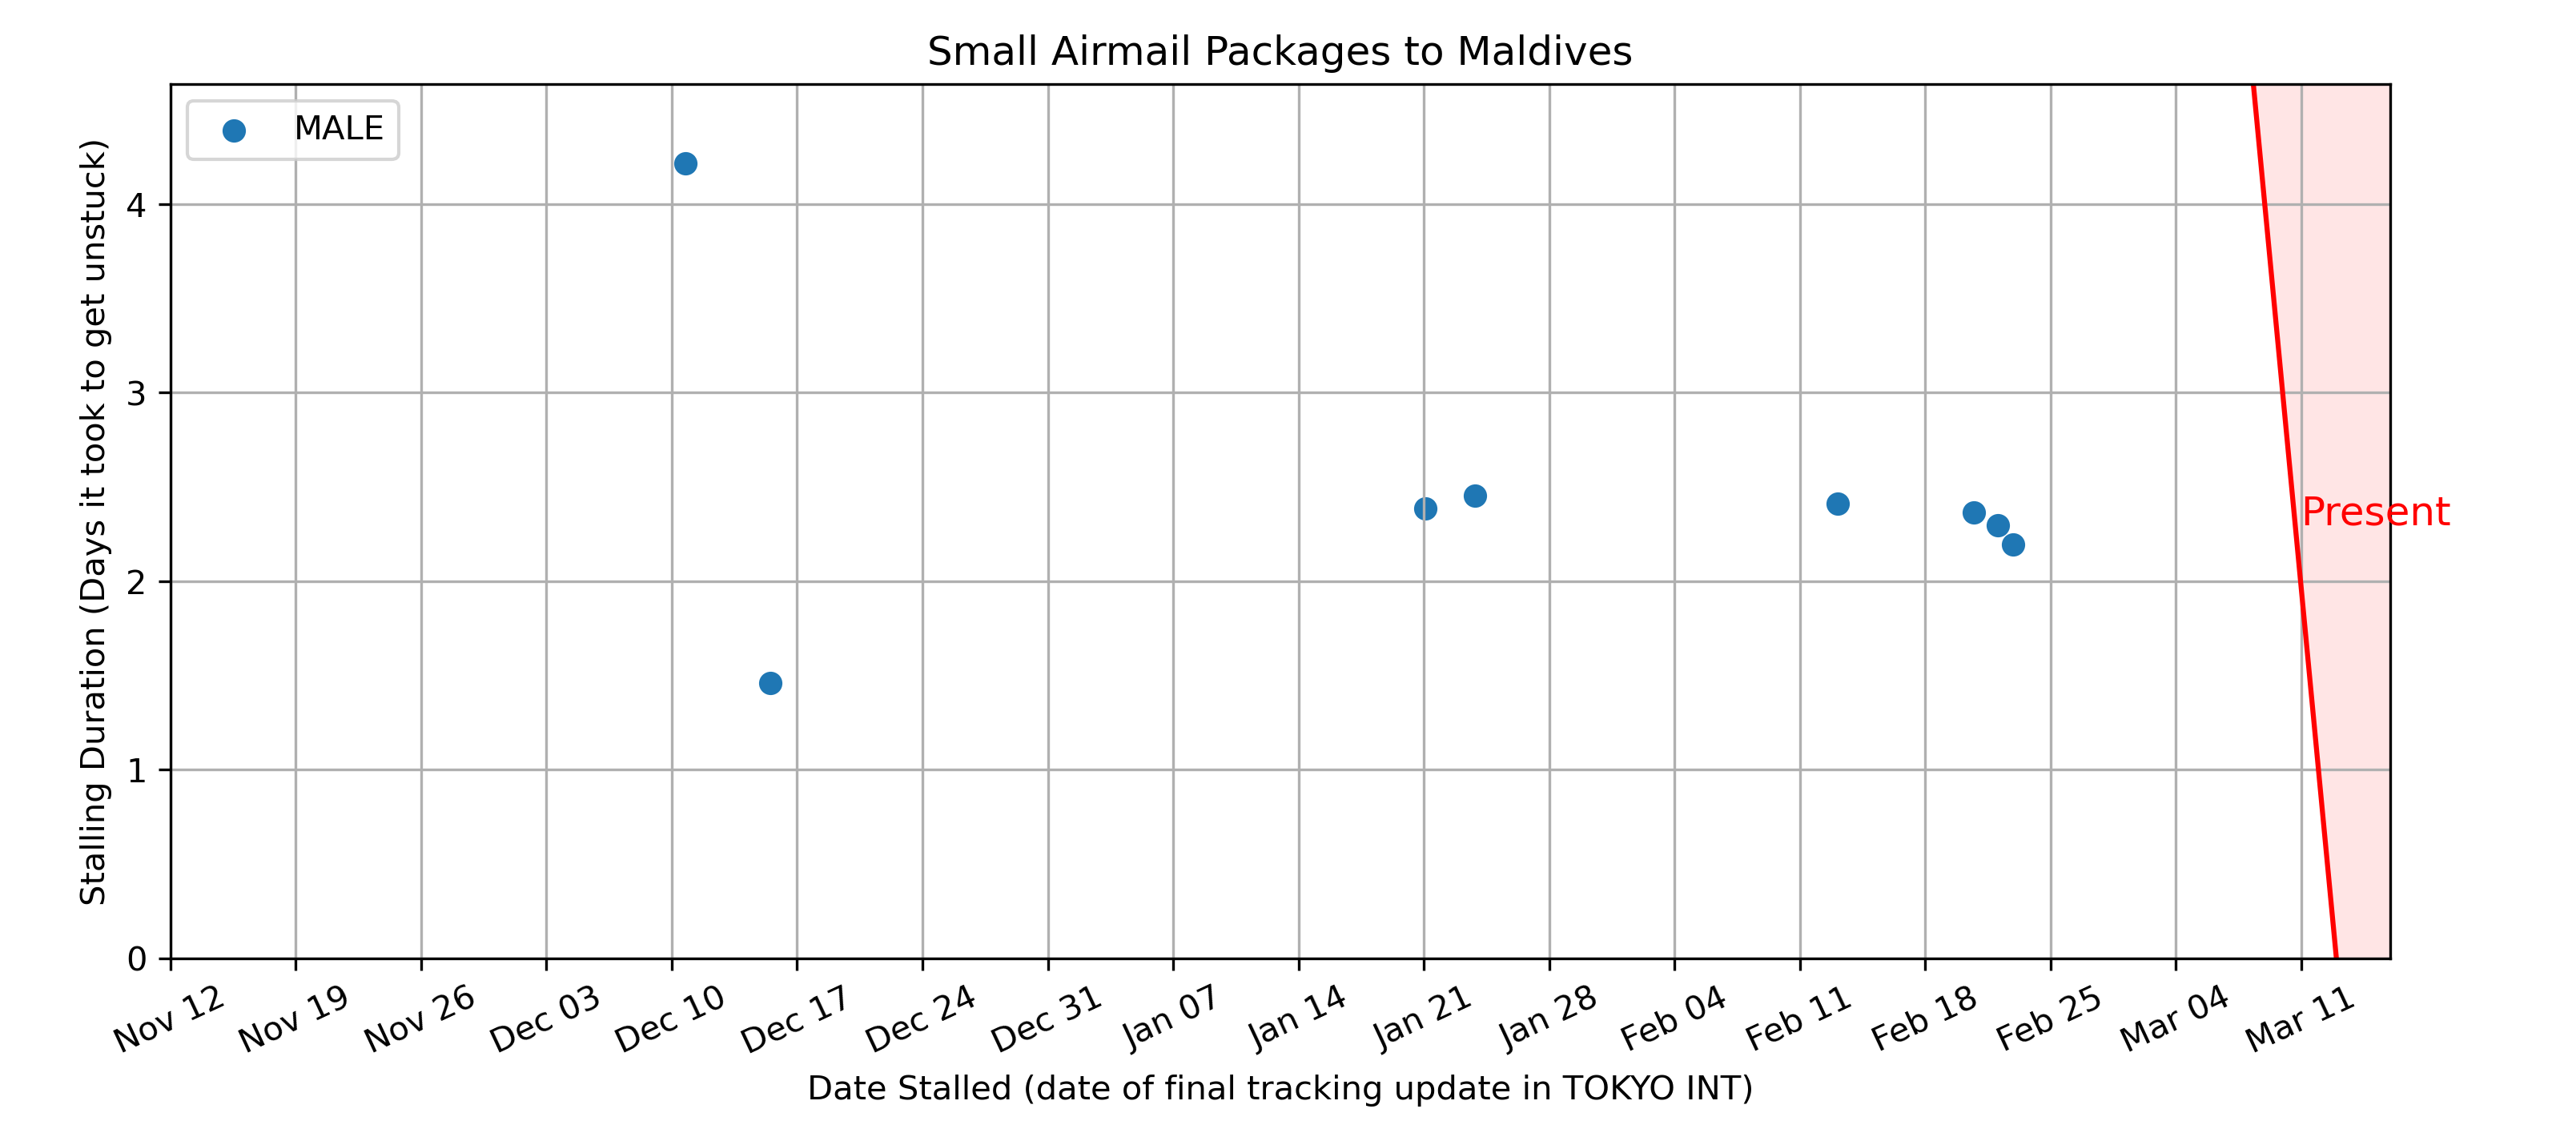 Small Airmail Packages to Maldives
MALE
Stalling Duration (Days it took to get unstuck)
4
3
2
1
0
Present
Nov 12
Nov 19
Nov 26
Dec 03
Dec 10
Dec 17
Dec 24
Dec 31
Jan 07
Jan 14
Jan 21
Jan 28
Feb 04
Feb 11
Feb 18
Feb 25
Mar 04
Mar 11
Date Stalled (date of final tracking update in TOKYO INT)